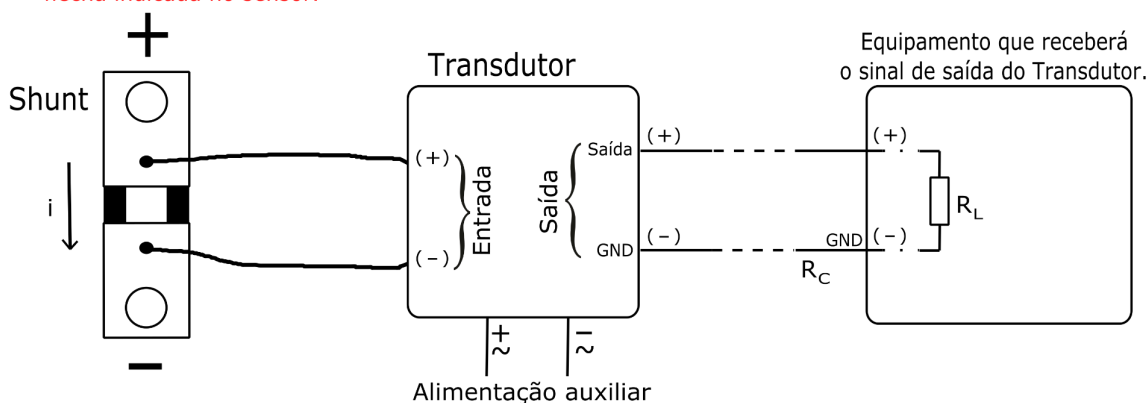 +
Shunt
i
−
Transdutor
(+)
Entrada
(−)
Saída
Saída
GND
(+)
(−)
+
~
−
~
Alimentação auxiliar
R_C
Equipamento que receberá
o sinal de saída do Transdutor.
(+)
GND (−)
R_L